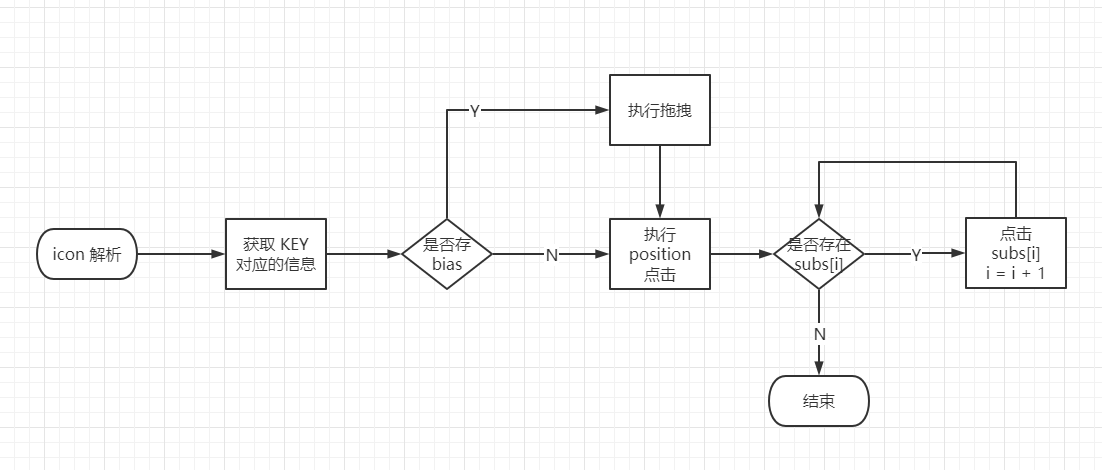 Y
执行拖拽
icon 解析
获取 KEY
对应的信息
是否存
bias
N
执行
position
点击
是否存在
subs[i]
Y
点击
subs[i]
i = i + 1
N
结束